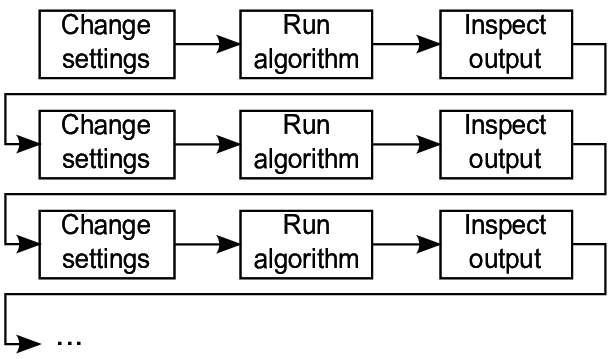 Change
settings
Run
algorithm
Inspect
output
Change
settings
Run
algorithm
Inspect
output
Change
settings
Run
algorithm
Inspect
output
...